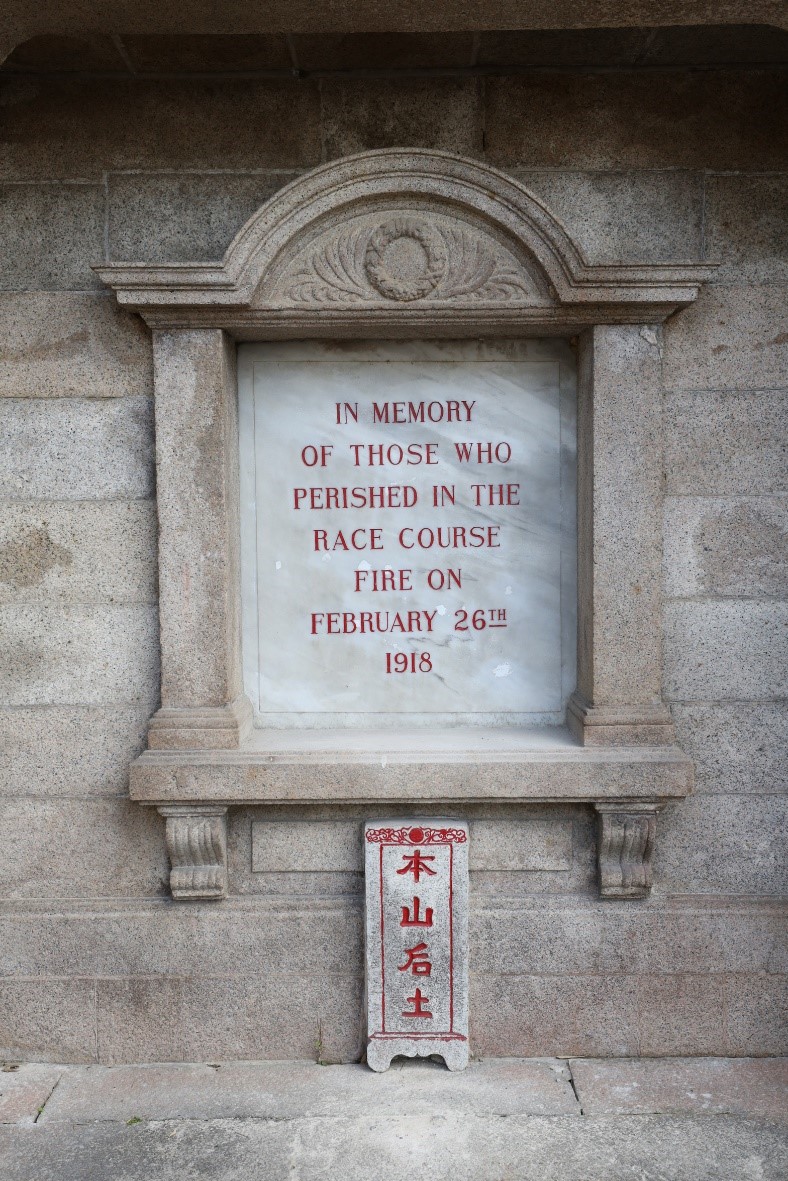 IN MEMORY
OF THOSE WHO
PERISHED IN THE
RACE COURSE
FIRE ON
FEBRUARY 26TH
1918
本山后土